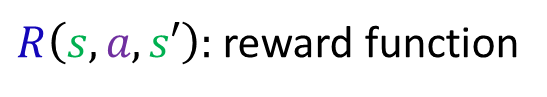 R(s, a, s′): reward function